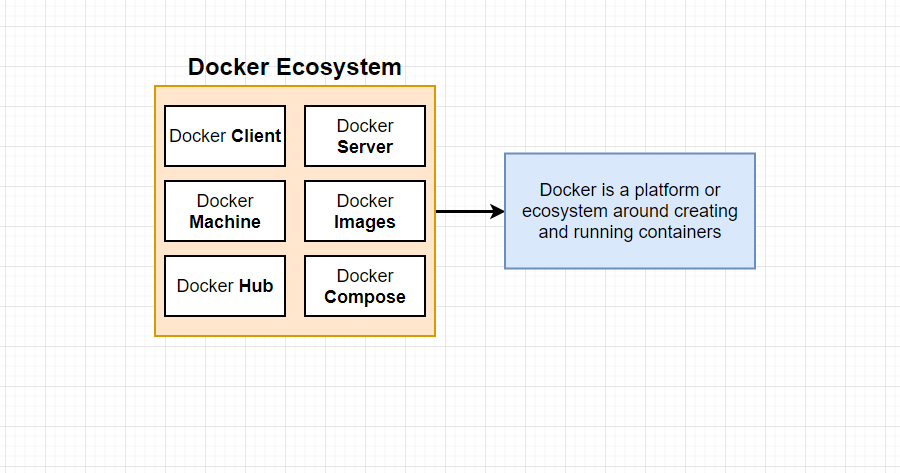 Docker Ecosystem
Docker Client
Docker
Server
Docker
Machine
Docker
Images
Docker Hub
Docker
Compose
Docker is a platform or
ecosystem around creating
and running containers